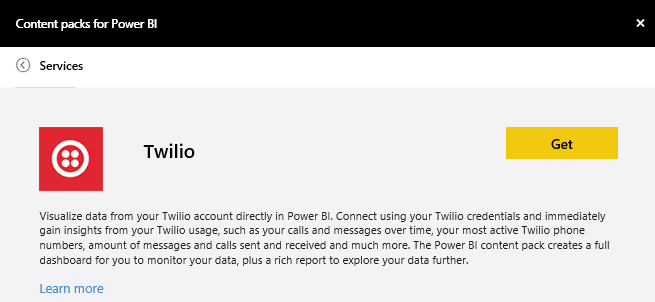 Content packs for Power BI
Services
Twilio
Get
Visualize data from your Twilio account directly in Power BI. Connect using your Twilio credentials and immediately
gain insights from your Twilio usage, such as your calls and messages over time, your most active Twilio phone
numbers, amount of messages and calls sent and received and much more. The Power BI content pack creates a full
dashboard for you to monitor your data, plus a rich report to explore your data further.
Learn more